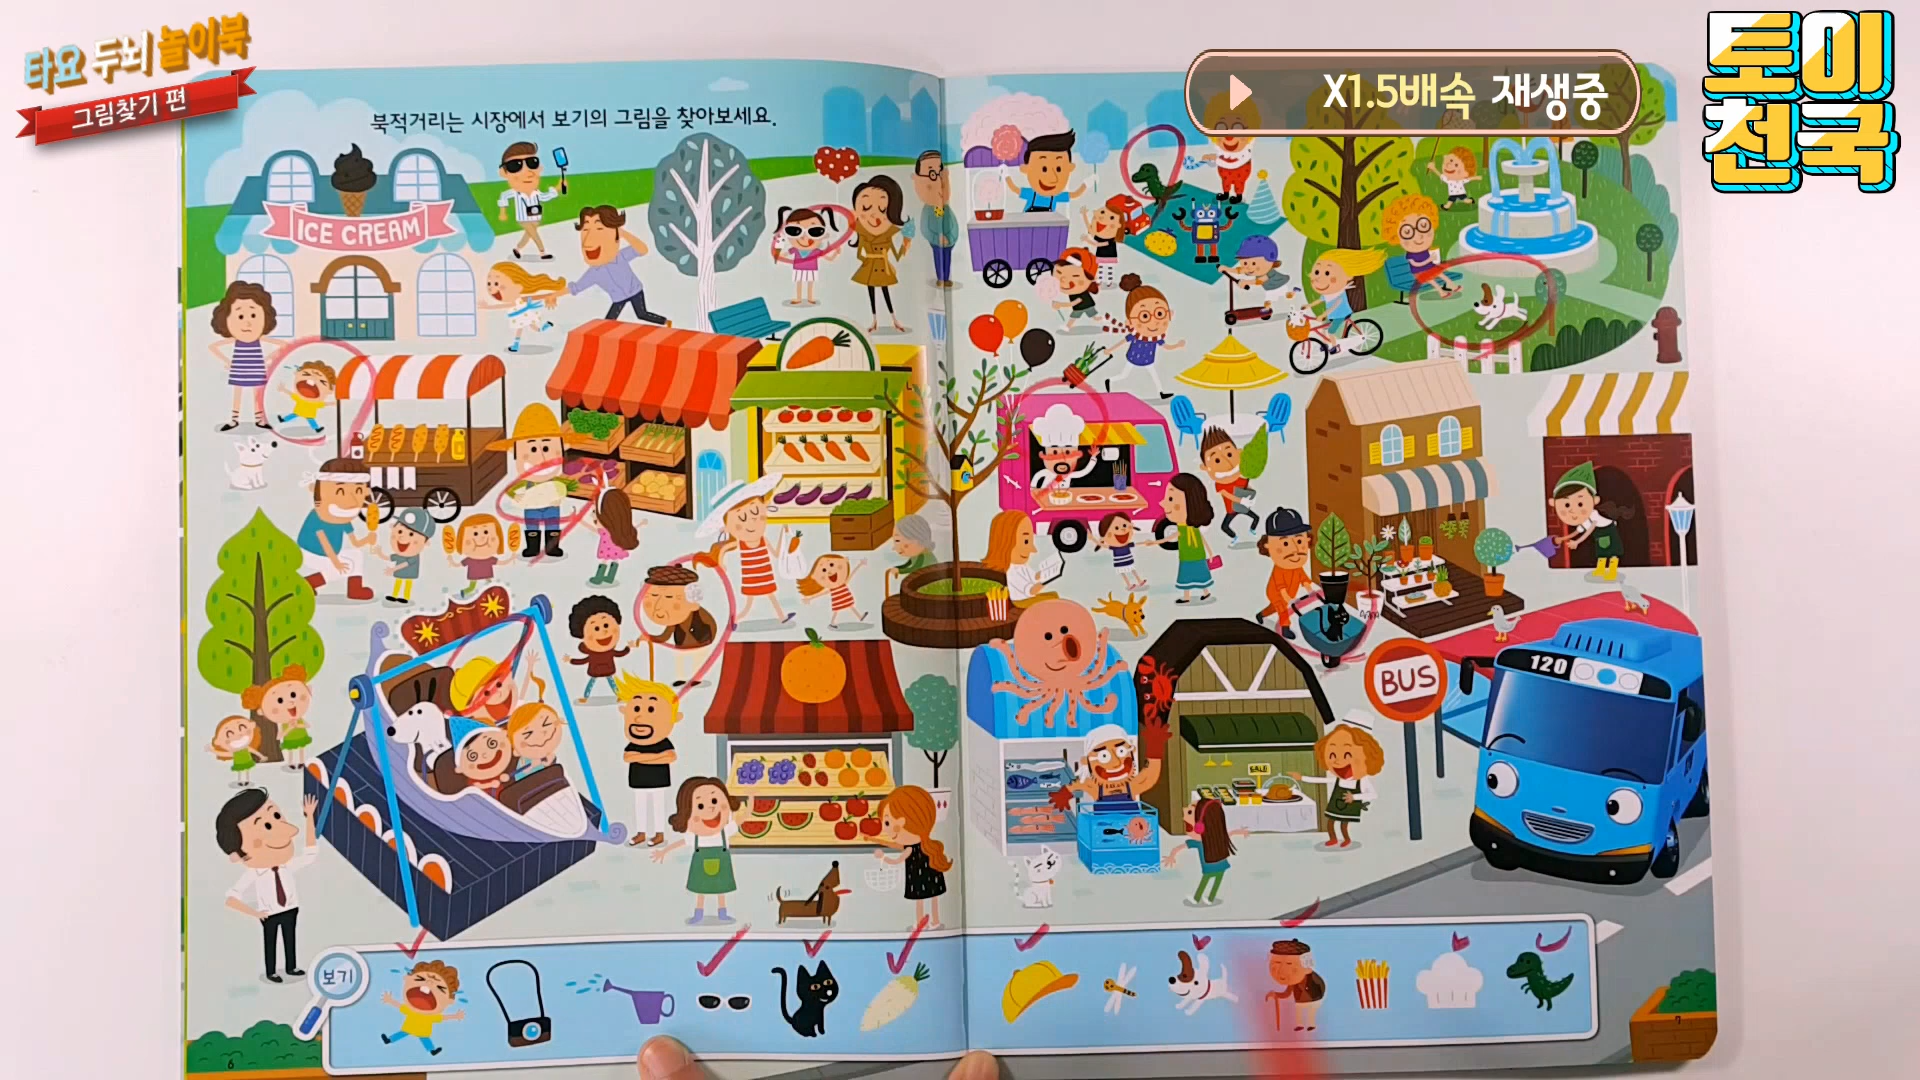 타요 두뇌 놀이북
그림찾기 편
X1.5배속 재생중
토이
천국
북적거리는 시장에서 보기의 그림을 찾아보세요.
ICE CREAM
BUS
120
SALE
보기
6
7